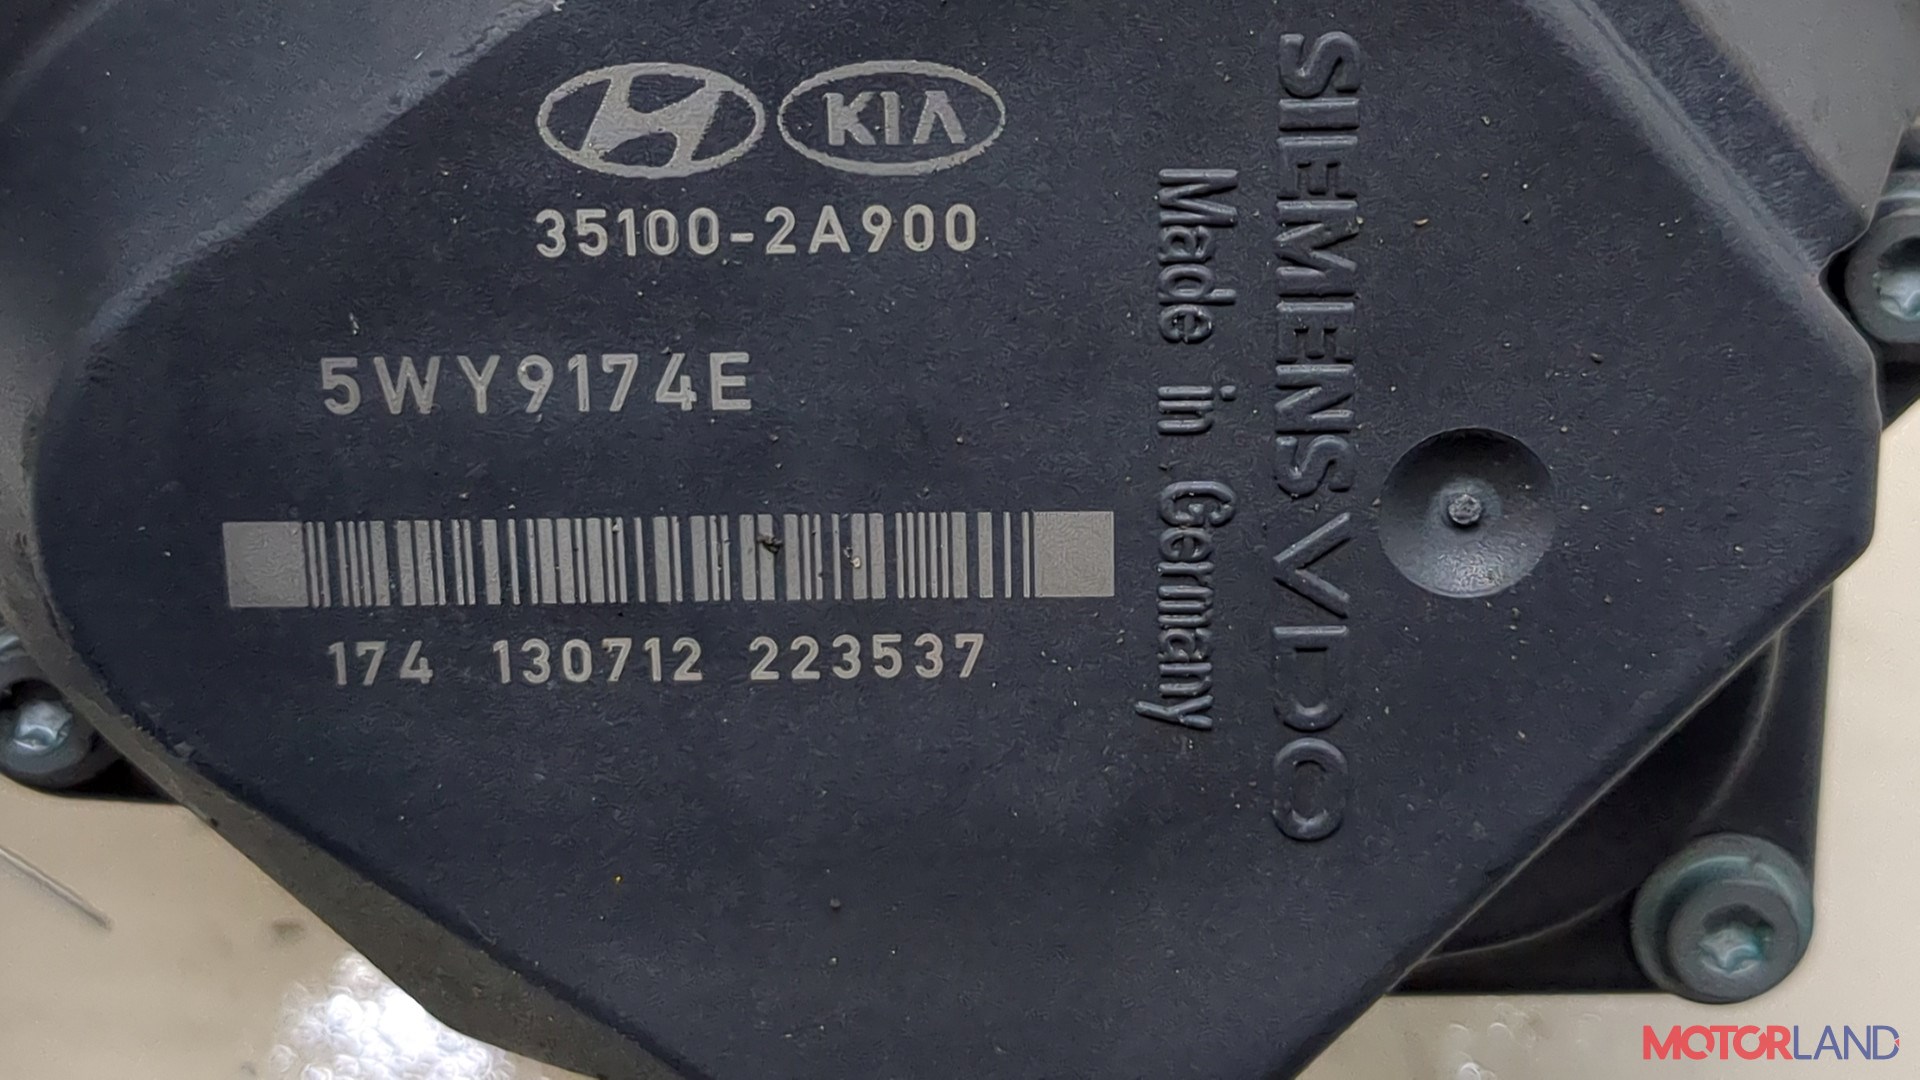 KIA
35100-2A900
5WY9174E
174 130712 223537
Made in Germany
SIEMENS VDO
MOTORLAND